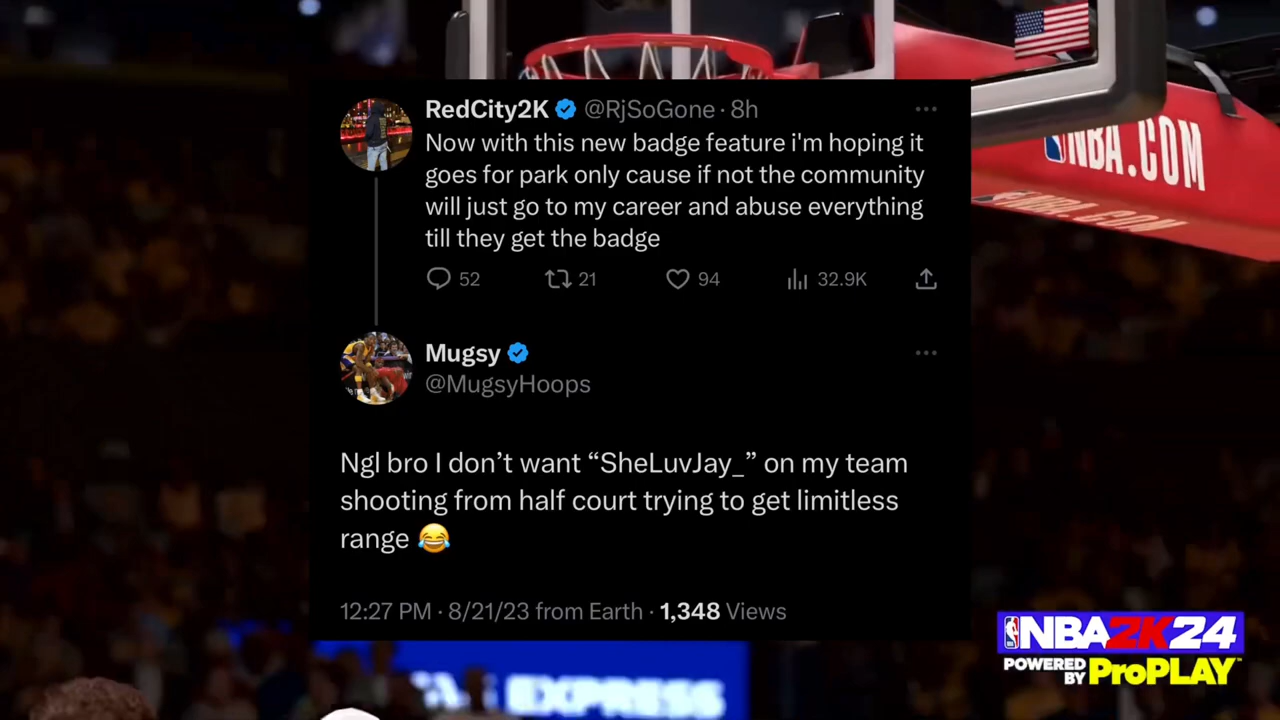 NBA.COM
RedCity2K @RjSoGone · 8h
Now with this new badge feature i'm hoping it
goes for park only cause if not the community
will just go to my career and abuse everything
till they get the badge
52 21 94 32.9K
Mugsy
@MugsyHoops
Ngl bro I don’t want “SheLuvJay_” on my team
shooting from half court trying to get limitless
range 😂
12:27 PM · 8/21/23 from Earth · 1,348 Views
NBA2K24
POWERED BY ProPLAY™
EXPRESS